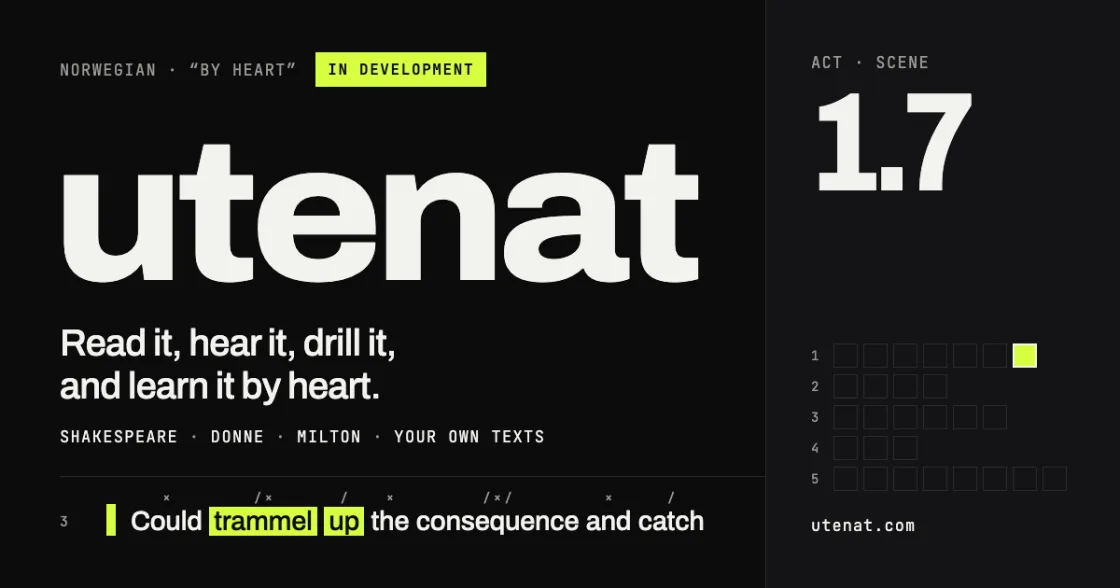 NORWEGIAN · “BY HEART” IN DEVELOPMENT
utenat
Read it, hear it, drill it,
and learn it by heart.
SHAKESPEARE · DONNE · MILTON · YOUR OWN TEXTS
× / × / × / × / × /
3 Could trammel up the consequence and catch
ACT · SCENE
1.7
1
2
3
4
5
utenat.com